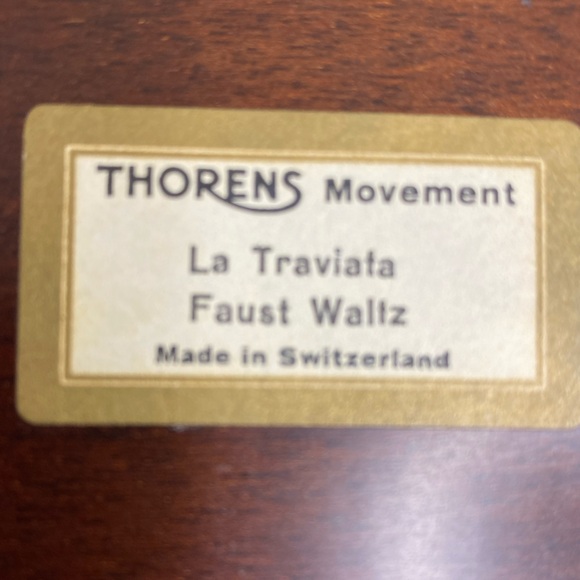 THORENS Movement
La Traviata
Faust Waltz
Made in Switzerland